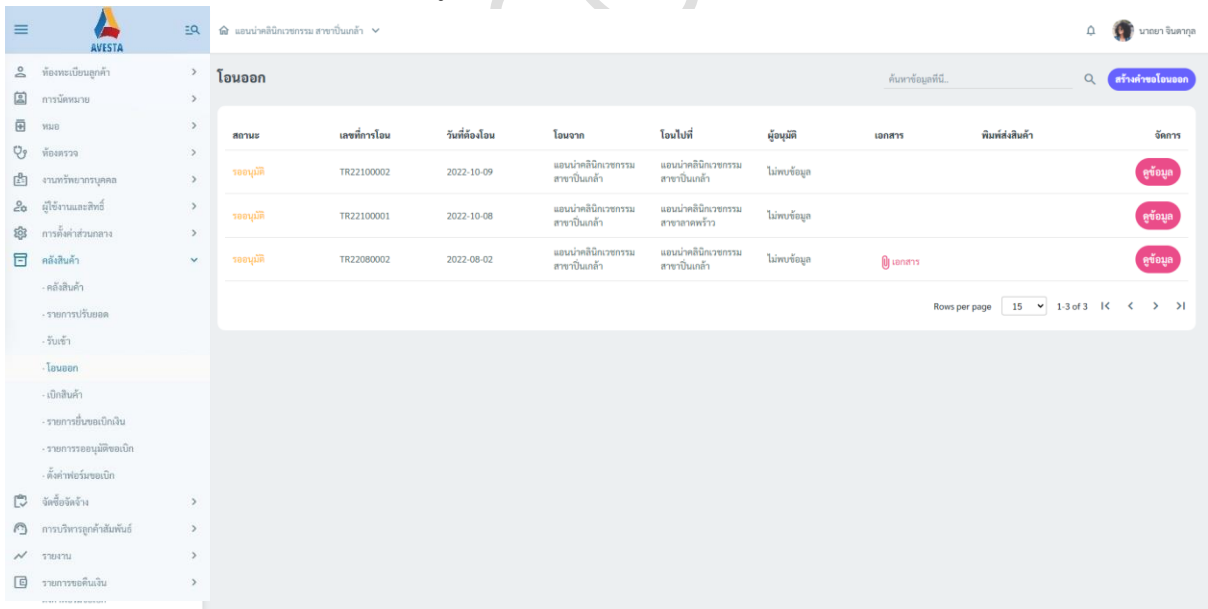 AVESTA
แอนน่าคลินิกเวชกรรม สาขาปิ่นเกล้า
นาตยา จินดากุล
ห้องทะเบียนลูกค้า
การนัดหมาย
หมอ
ห้องตรวจ
งานทรัพยากรบุคคล
ผู้ใช้งานและสิทธิ์
การตั้งค่าส่วนกลาง
คลังสินค้า
- คลังสินค้า
- รายการปรับยอด
- รับเข้า
- โอนออก
- เบิกสินค้า
- รายการยื่นขอเบิกเงิน
- รายการรออนุมัติขอเบิก
- ตั้งค่าฟอร์มขอเบิก
จัดซื้อจัดจ้าง
การบริหารลูกค้าสัมพันธ์
รายงาน
รายการขอคืนเงิน
โอนออก
ค้นหาข้อมูลที่นี่..
สร้างคำขอโอนออก
สถานะ เลขที่การโอน วันที่ต้องโอน โอนจาก โอนไปที่ ผู้อนุมัติ เอกสาร พิมพ์ส่งสินค้า จัดการ
รออนุมัติ TR22100002 2022-10-09 แอนน่าคลินิกเวชกรรม แอนน่าคลินิกเวชกรรม ไม่พบข้อมูล ดูข้อมูล
สาขาปิ่นเกล้า สาขาปิ่นเกล้า
รออนุมัติ TR22100001 2022-10-08 แอนน่าคลินิกเวชกรรม แอนน่าคลินิกเวชกรรม ไม่พบข้อมูล ดูข้อมูล
สาขาปิ่นเกล้า สาขาลาดพร้าว
รออนุมัติ TR22080002 2022-08-02 แอนน่าคลินิกเวชกรรม แอนน่าคลินิกเวชกรรม ไม่พบข้อมูล เอกสาร ดูข้อมูล
สาขาปิ่นเกล้า สาขาปิ่นเกล้า
Rows per page 15 1-3 of 3